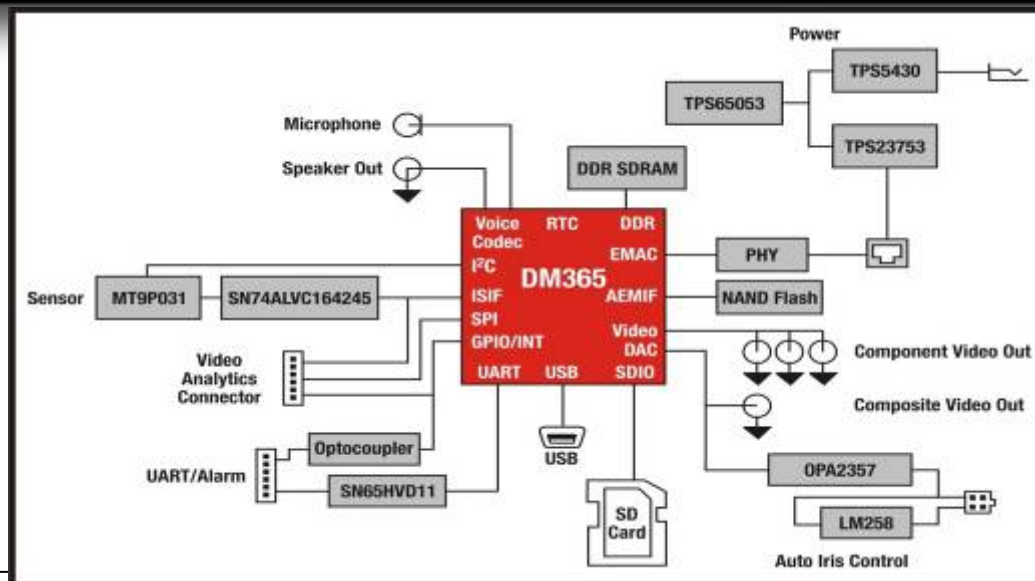 Power
TPS5430
TPS65053
TPS23753
Microphone
Speaker Out
DDR SDRAM
Voice
Codec
RTC
DDR
EMAC
PHY
I²C
DM365
Sensor
MT9P031
SN74ALVC164245
ISIF
AEMIF
NAND Flash
SPI
Video
DAC
GPIO/INT
Component Video Out
Video
Analytics
Connector
UART
USB
SDIO
Composite Video Out
Optocoupler
USB
UART/Alarm
SN65HVD11
OPA2357
SD
Card
LM258
Auto Iris Control